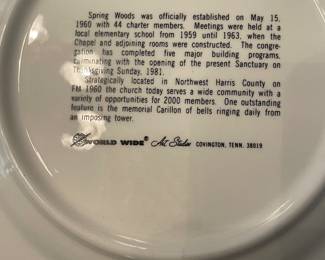 Spring Woods was officially established on May 15,
1960 with 44 charter members. Meetings were held at
a local elementary school from 1959 until 1963, when the
Chapel and adjoining rooms were constructed. The congre-
gation has completed five major building programs,
culminating with the opening of the present Sanctuary on
Thanksgiving Sunday, 1981.
Strategically located in Northwest Harris County on
FM 1960 the church today serves a wide community with a
variety of opportunities for 2000 members. One outstanding
feature is the memorial Carillon of bells ringing daily from
an imposing tower.
WORLD WIDE® Art Studios COVINGTON, TENN. 38019